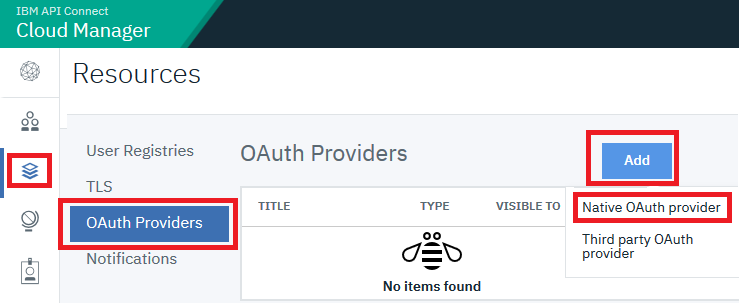 IBM API Connect
Cloud Manager
Resources
User Registries
TLS
OAuth Providers
Notifications
OAuth Providers
Add
TITLE TYPE VISIBLE TO
Native OAuth provider
Third party OAuth
provider
No items found